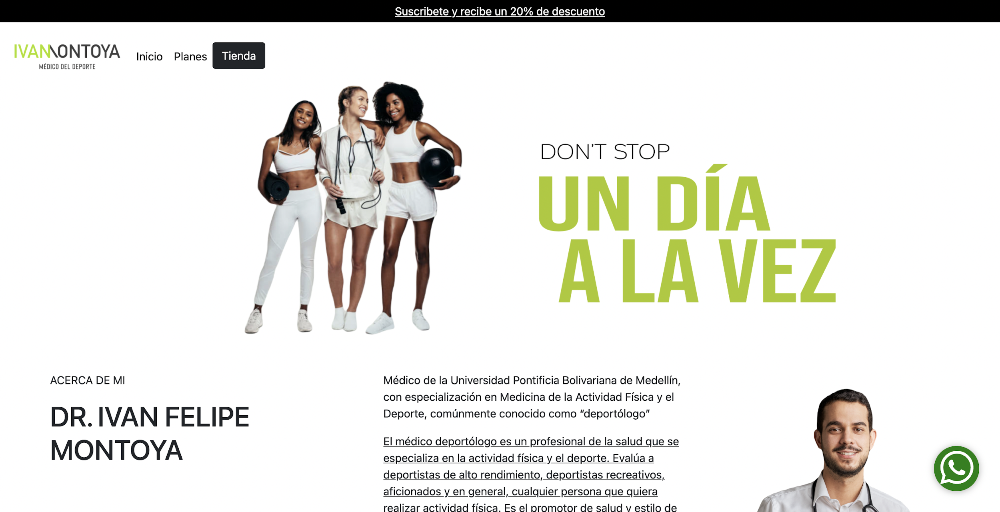 Suscribete y recibe un 20% de descuento
IVAN MONTOYA
MÉDICO DEL DEPORTE
Inicio
Planes
Tienda
DON'T STOP
UN DÍA
A LA VEZ
ACERCA DE MI
DR. IVAN FELIPE
MONTOYA
Médico de la Universidad Pontificia Bolivariana de Medellín,
con especialización en Medicina de la Actividad Física y el
Deporte, comúnmente conocido como “deportólogo”
El médico deportólogo es un profesional de la salud que se
especializa en la actividad física y el deporte. Evalúa a
deportistas de alto rendimiento, deportistas recreativos,
aficionados y en general, cualquier persona que quiera
realizar actividad física. Es el promotor de salud y estilo de